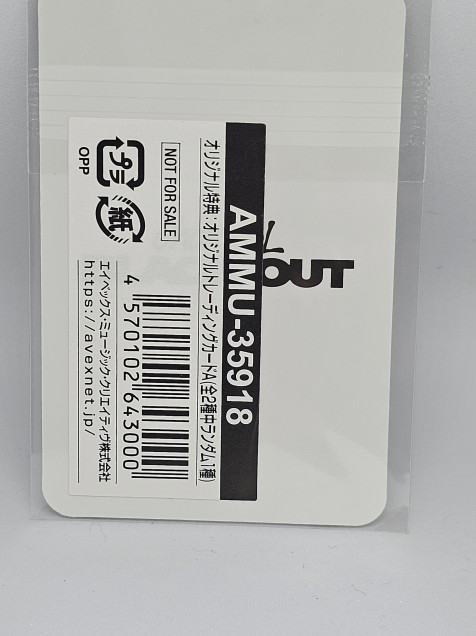 OUT
AMMU-35918
オリジナル特典:オリジナルトレーディングカードA(全2種中ランダム1種)
NOT FOR SALE
プラ
OPP
紙
4 570102 643000
エイベックス・ミュージック・クリエイティヴ株式会社
https://avexnet.jp/